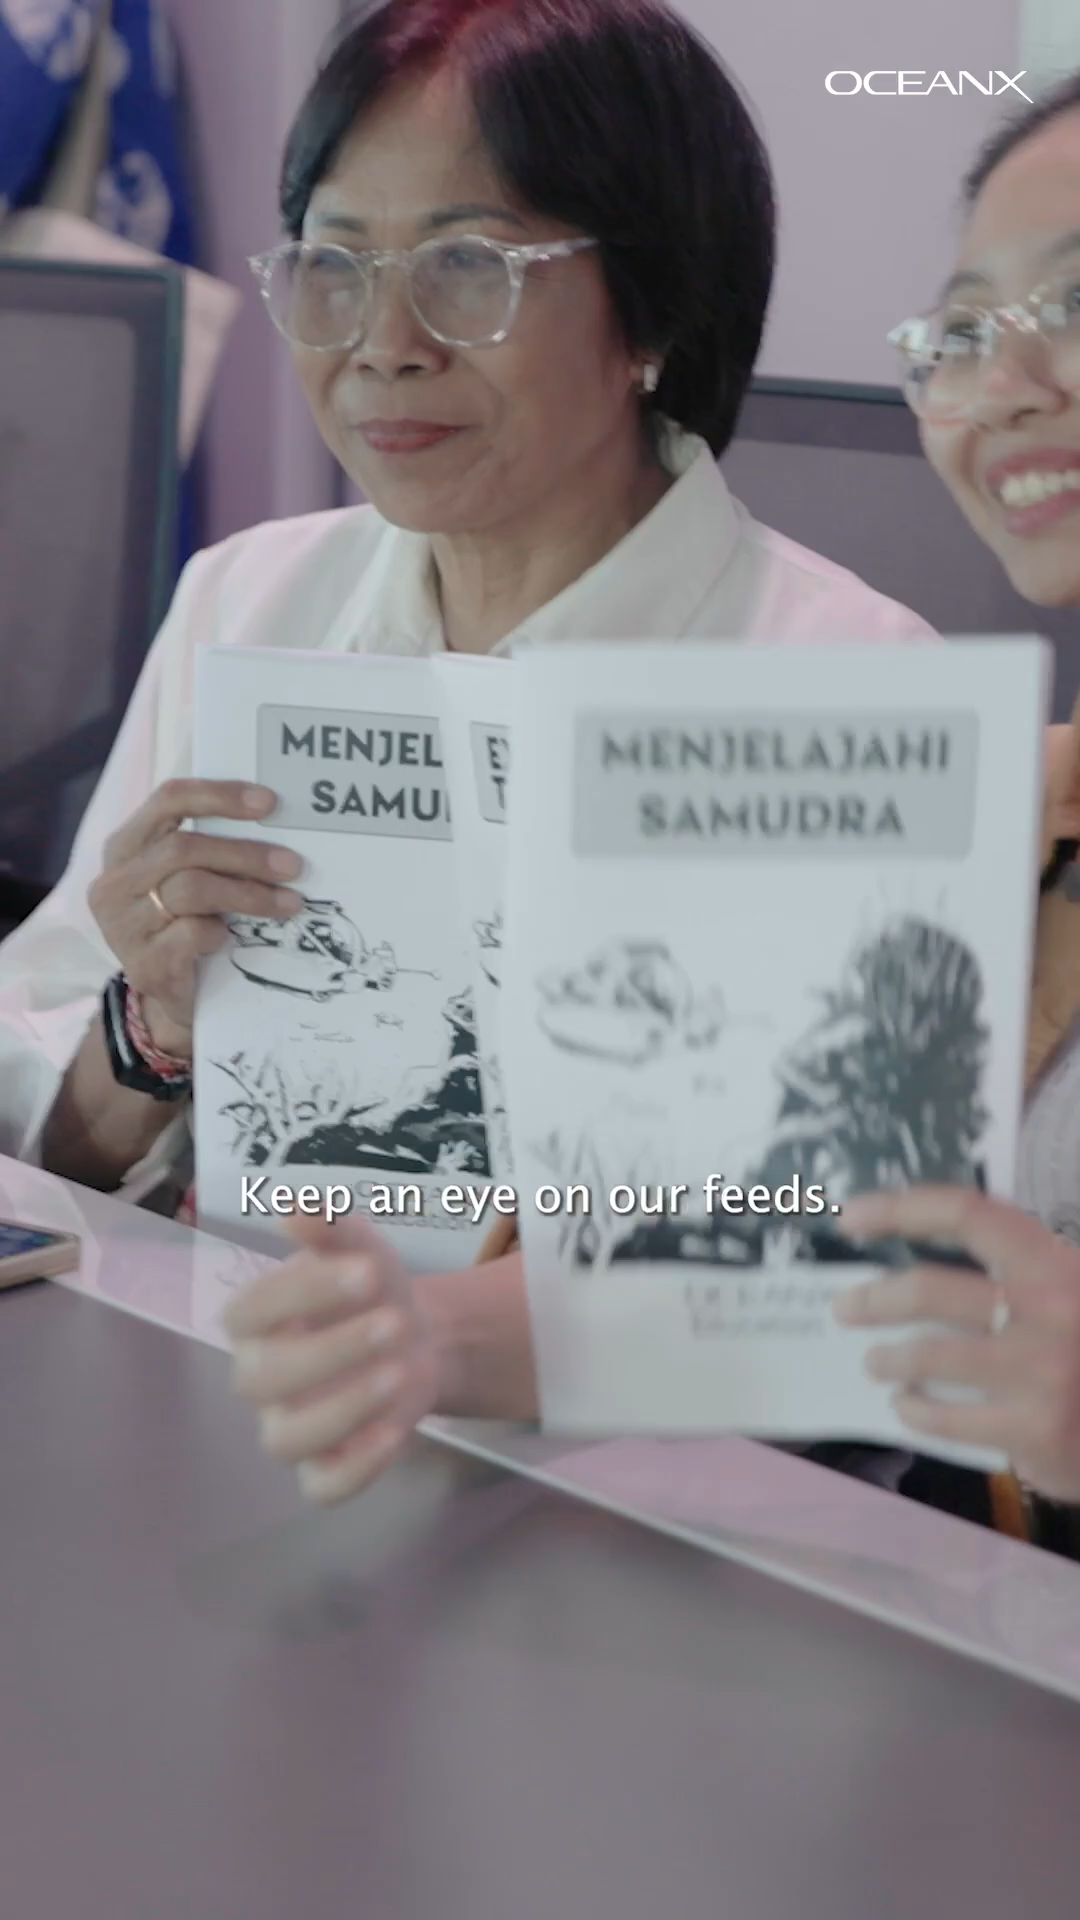 OCEANX
MENJEL
SAMU
MENJELAJAHI
SAMUDRA
Keep an eye on our feeds.